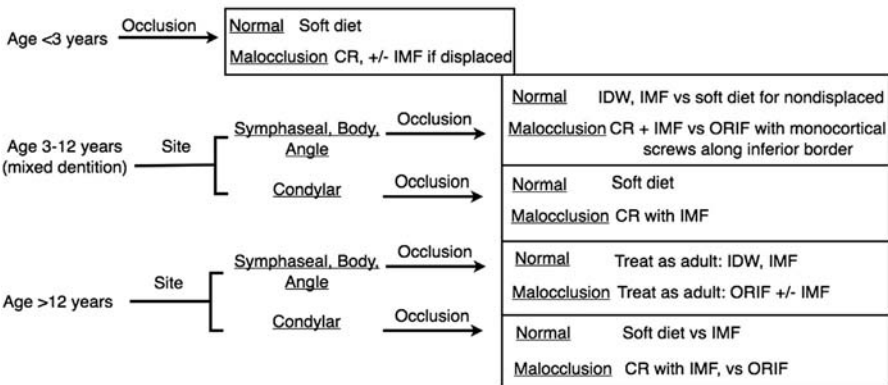 Age <3 years
Occlusion
Normal Soft diet
Malocclusion CR, +/- IMF if displaced
Age 3-12 years
(mixed dentition)
Site
Symphaseal, Body,
Angle
Occlusion
Normal IDW, IMF vs soft diet for nondisplaced
Malocclusion CR + IMF vs ORIF with monocortical
screws along inferior border
Condylar
Occlusion
Normal Soft diet
Malocclusion CR with IMF
Age >12 years
Site
Symphaseal, Body,
Angle
Occlusion
Normal Treat as adult: IDW, IMF
Malocclusion Treat as adult: ORIF +/- IMF
Condylar
Occlusion
Normal Soft diet vs IMF
Malocclusion CR with IMF, vs ORIF